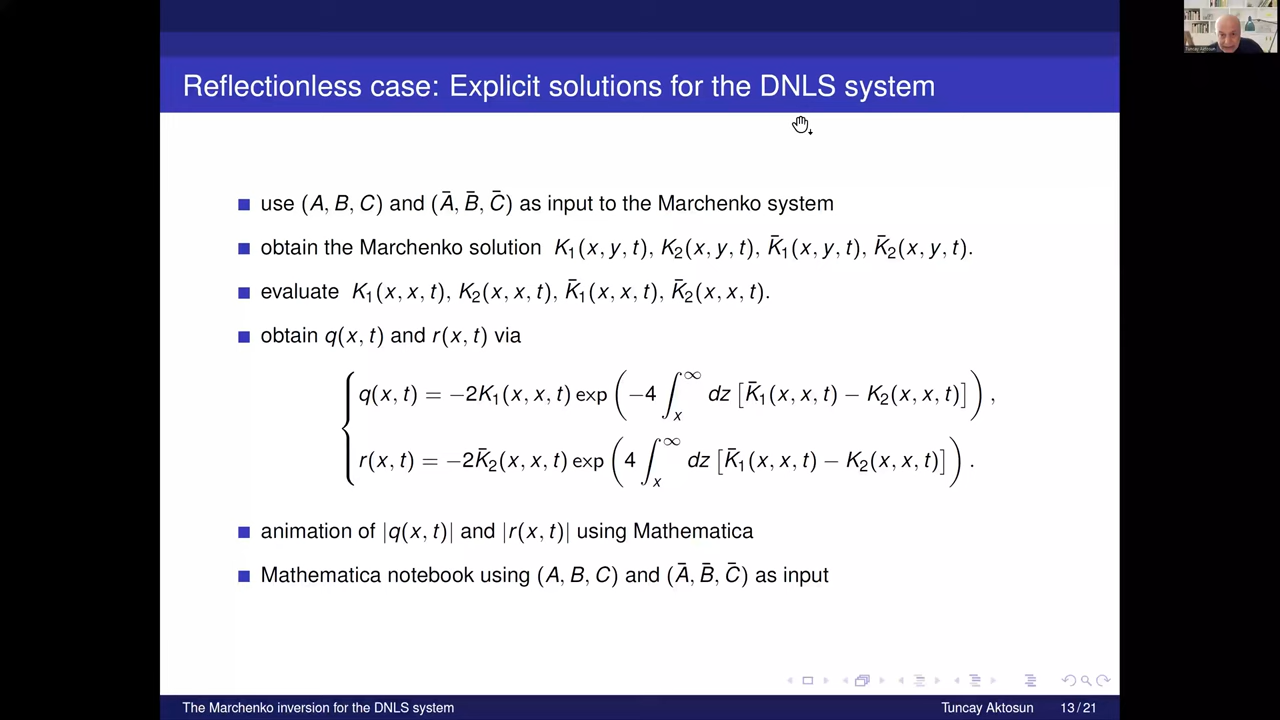 Reflectionless case: Explicit solutions for the DNLS system
Tuncay Aktosun
■ use (A, B, C) and (Ā, B̄, C̄) as input to the Marchenko system
■ obtain the Marchenko solution K₁(x, y, t), K₂(x, y, t), K̄₁(x, y, t), K̄₂(x, y, t).
■ evaluate K₁(x, x, t), K₂(x, x, t), K̄₁(x, x, t), K̄₂(x, x, t).
■ obtain q(x, t) and r(x, t) via
q(x, t) = −2K₁(x, x, t) exp(−4 ∫ₓ^∞ dz [K̄₁(x, x, t) − K₂(x, x, t)]),
r(x, t) = −2K̄₂(x, x, t) exp(4 ∫ₓ^∞ dz [K̄₁(x, x, t) − K₂(x, x, t)]).
■ animation of |q(x, t)| and |r(x, t)| using Mathematica
■ Mathematica notebook using (A, B, C) and (Ā, B̄, C̄) as input
The Marchenko inversion for the DNLS system
Tuncay Aktosun
13 / 21